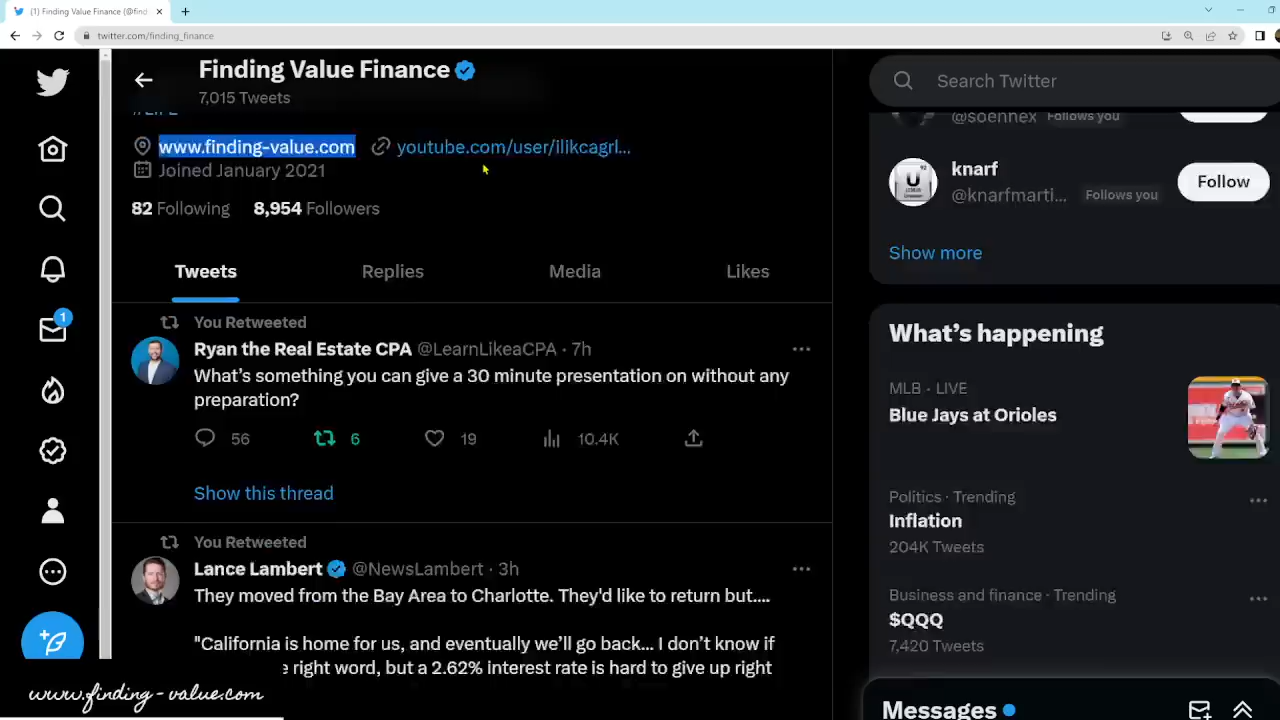 (1) Finding Value Finance (@find
twitter.com/finding_finance
Finding Value Finance
7,015 Tweets
www.finding-value.com youtube.com/user/ilikcagrl...
Joined January 2021
82 Following 8,954 Followers
Tweets Replies Media Likes
You Retweeted
Ryan the Real Estate CPA @LearnLikeaCPA · 7h
What's something you can give a 30 minute presentation on without any
preparation?
56 6 19 10.4K
Show this thread
You Retweeted
Lance Lambert @NewsLambert · 3h
They moved from the Bay Area to Charlotte. They'd like to return but....
"California is home for us, and eventually we'll go back... I don't know if
e right word, but a 2.62% interest rate is hard to give up right
1
www.finding-value.com
Search Twitter
@soennex Follows you
U
knarf
@knarfmarti... Follows you
Follow
Show more
What's happening
MLB · LIVE
Blue Jays at Orioles
Politics · Trending
Inflation
204K Tweets
Business and finance · Trending
$QQQ
7,420 Tweets
Messages